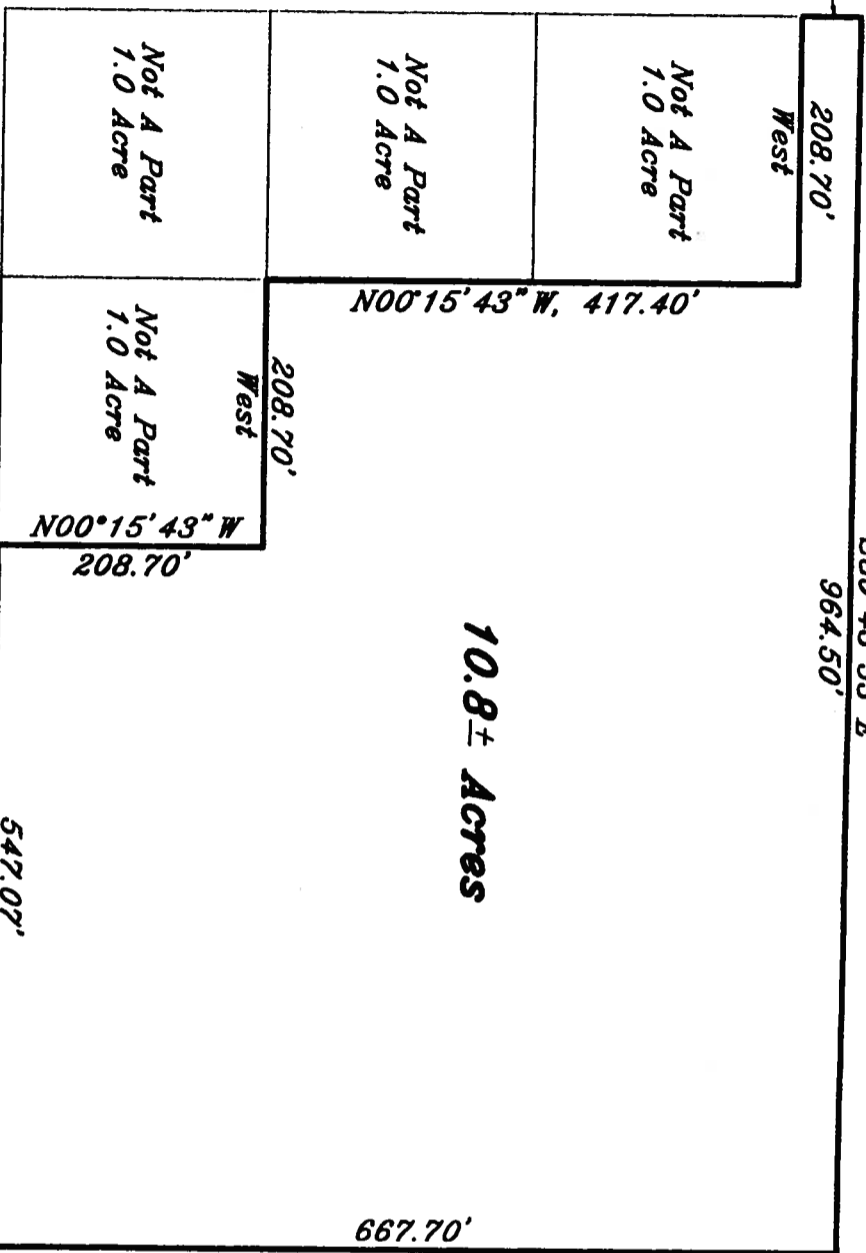 208.70'
West
Not A Part
1.0 Acre
Not A Part
1.0 Acre
Not A Part
1.0 Acre
N00°15'43"W, 417.40'
208.70'
West
Not A Part
1.0 Acre
N00°15'43"W
208.70'
964.50'
10.8± Acres
547.07'
667.70'